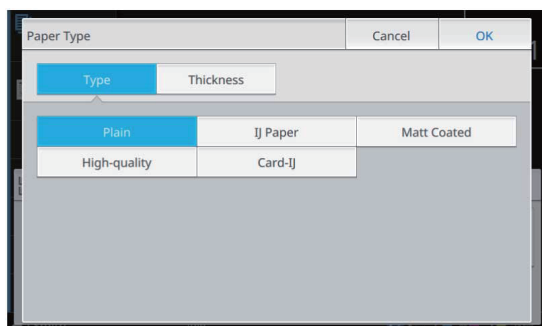 Paper Type Cancel OK
Type Thickness
Plain IJ Paper Matt Coated
High-quality Card-IJ